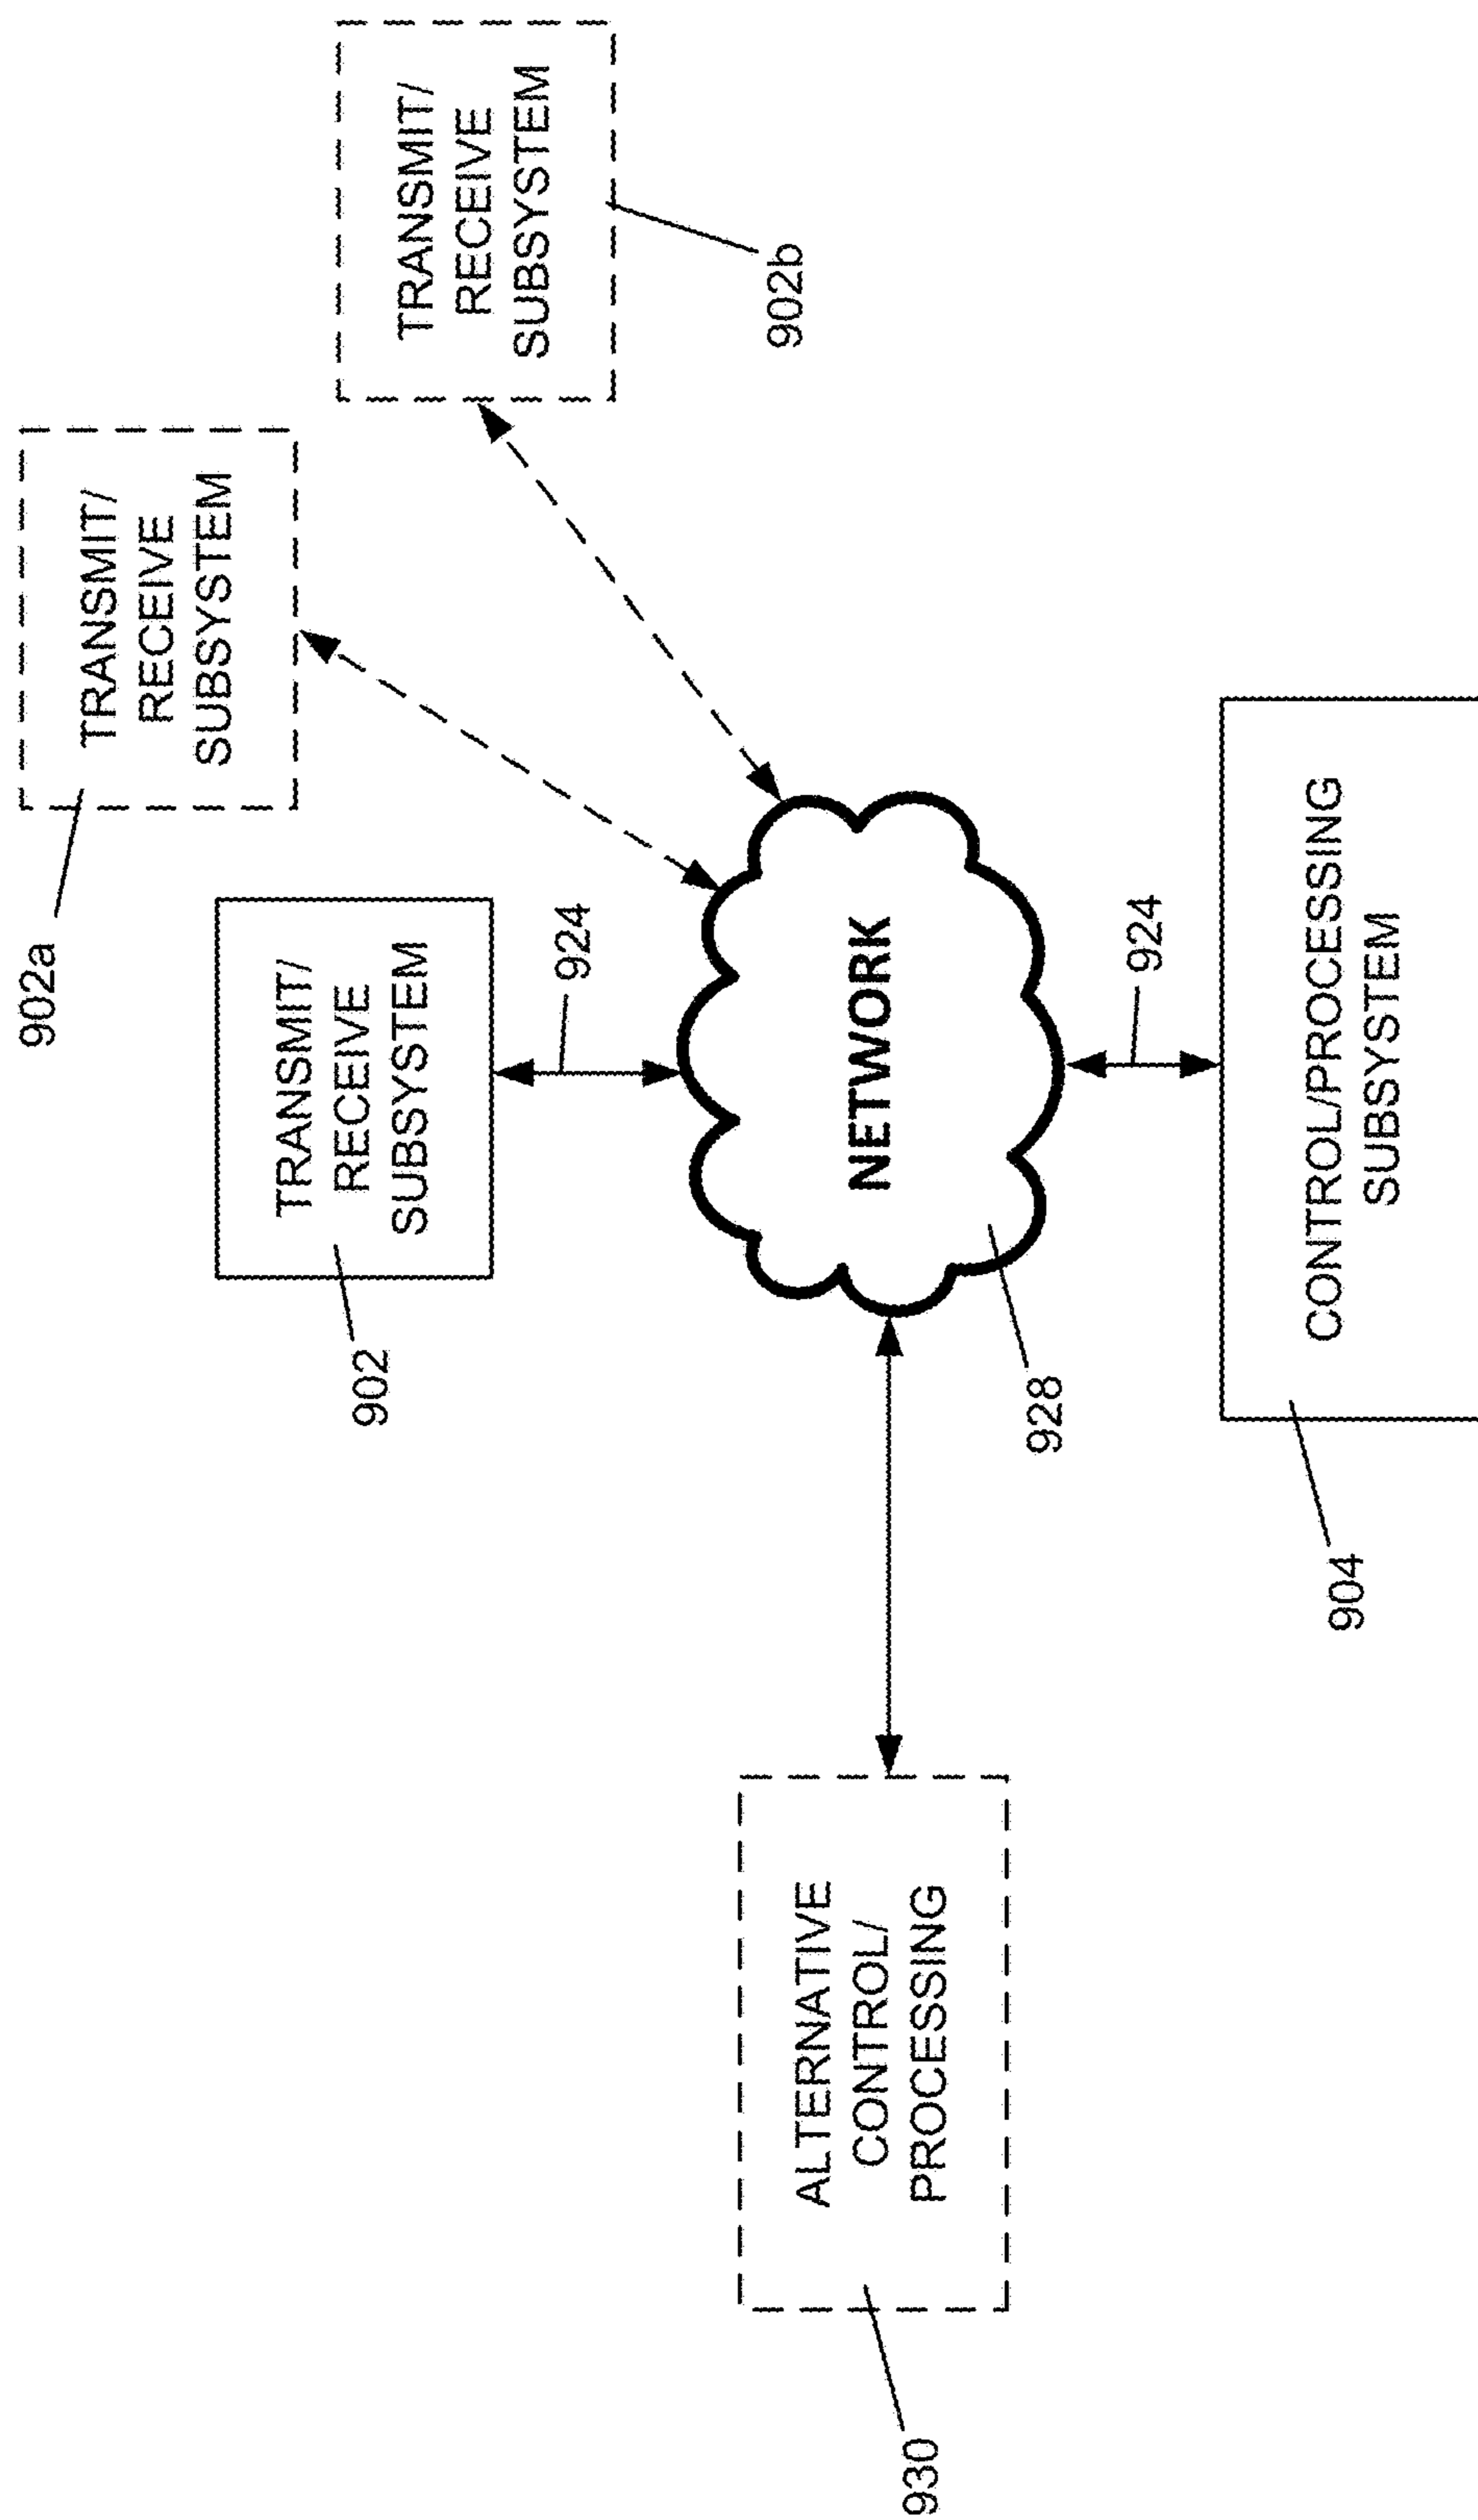 TRANSMIT/
RECEIVE
SUBSYSTEM
902a
TRANSMIT/
RECEIVE
SUBSYSTEM
902
924
TRANSMIT/
RECEIVE
SUBSYSTEM
902b
ALTERNATIVE
CONTROL/
PROCESSING
930
NETWORK
928
924
CONTROL/PROCESSING
SUBSYSTEM
904